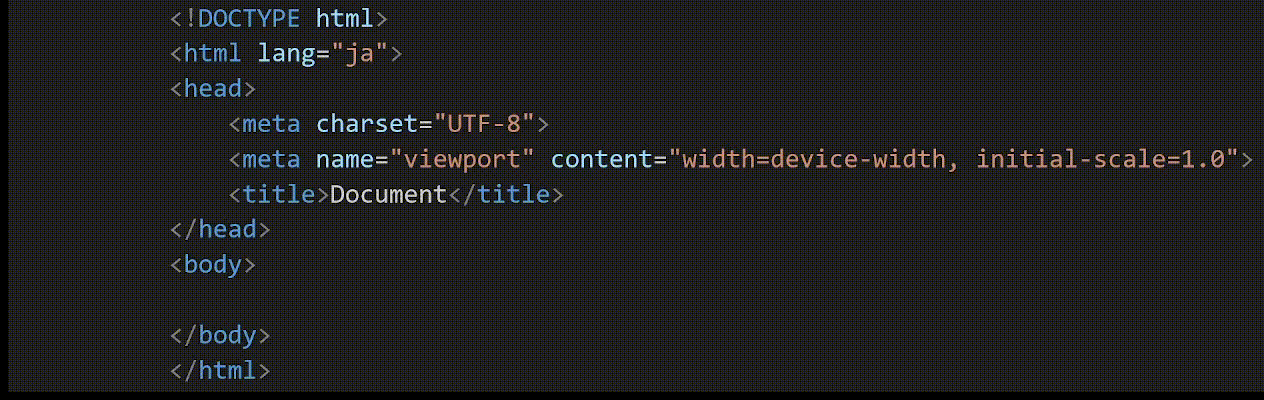 <!DOCTYPE html>
<html lang="ja">
<head>
    <meta charset="UTF-8">
    <meta name="viewport" content="width=device-width, initial-scale=1.0">
    <title>Document</title>
</head>
<body>

</body>
</html>